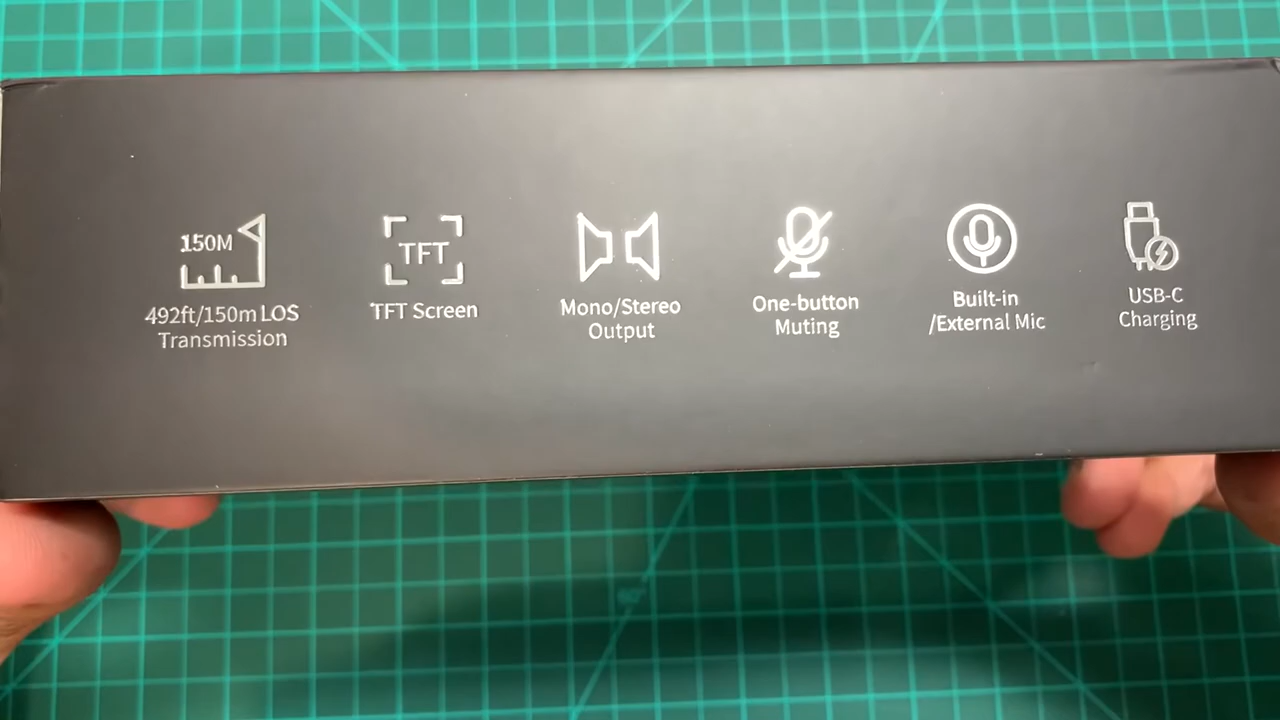 150M
492ft/150m LOS
Transmission
TFT
TFT Screen
Mono/Stereo
Output
One-button
Muting
Built-in
/External Mic
USB-C
Charging